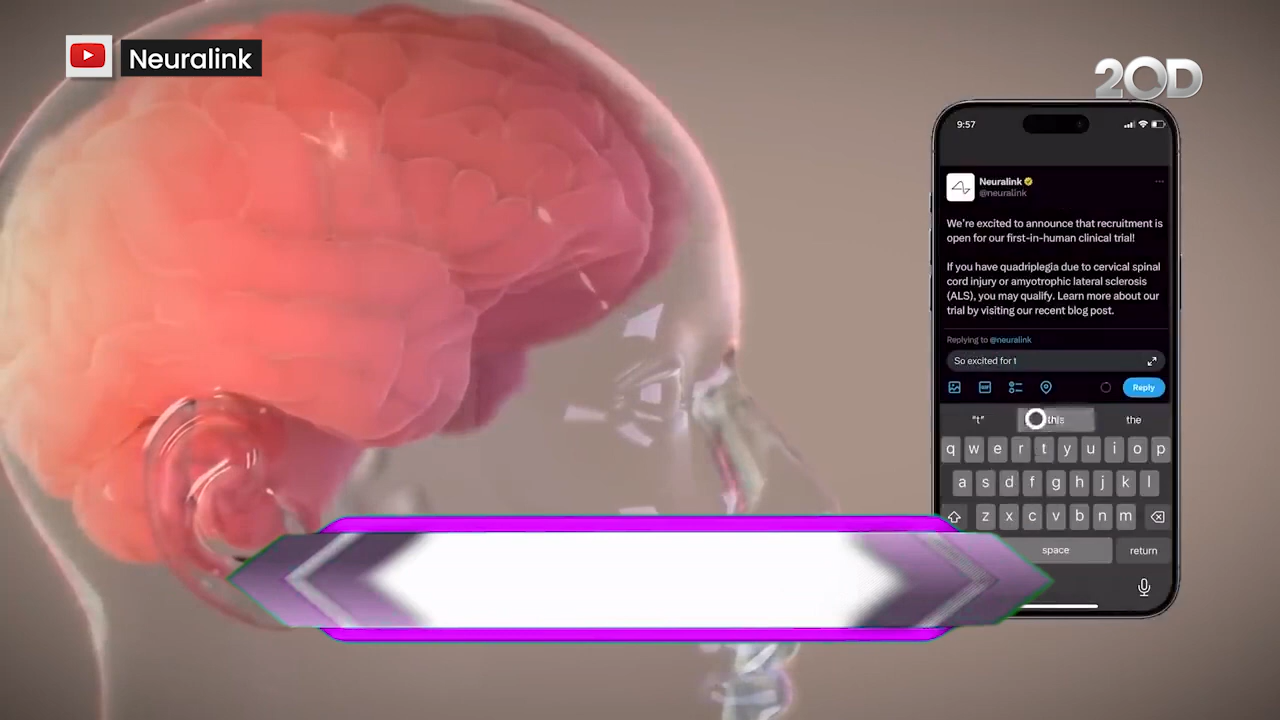 Neuralink
2OD
9:57
Neuralink
@neuralink
We're excited to announce that recruitment is
open for our first-in-human clinical trial!
If you have quadriplegia due to cervical spinal
cord injury or amyotrophic lateral sclerosis
(ALS), you may qualify. Learn more about our
trial by visiting our recent blog post.
Replying to @neuralink
So excited for t
GIF
Reply
"t" this the
q w e r t y u i o p
a s d f g h j k l
z x c v b n m
space return